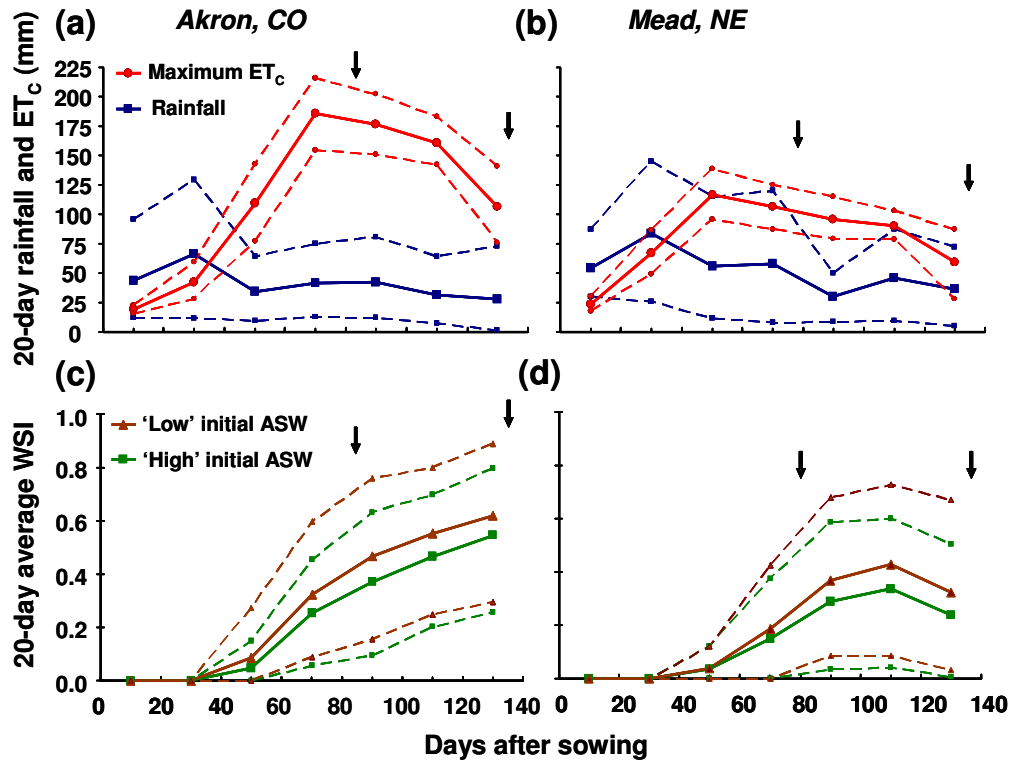 (a) Akron, CO (b) Mead, NE
20-day rainfall and ETC (mm)
225
200
175
150
125
100
75
50
25
0
Maximum ETC
Rainfall
(c) (d)
20-day average WSI
1.0
0.8
0.6
0.4
0.2
0.0
‘Low’ initial ASW
‘High’ initial ASW
0 20 40 60 80 100 120 140 0 20 40 60 80 100 120 140
Days after sowing